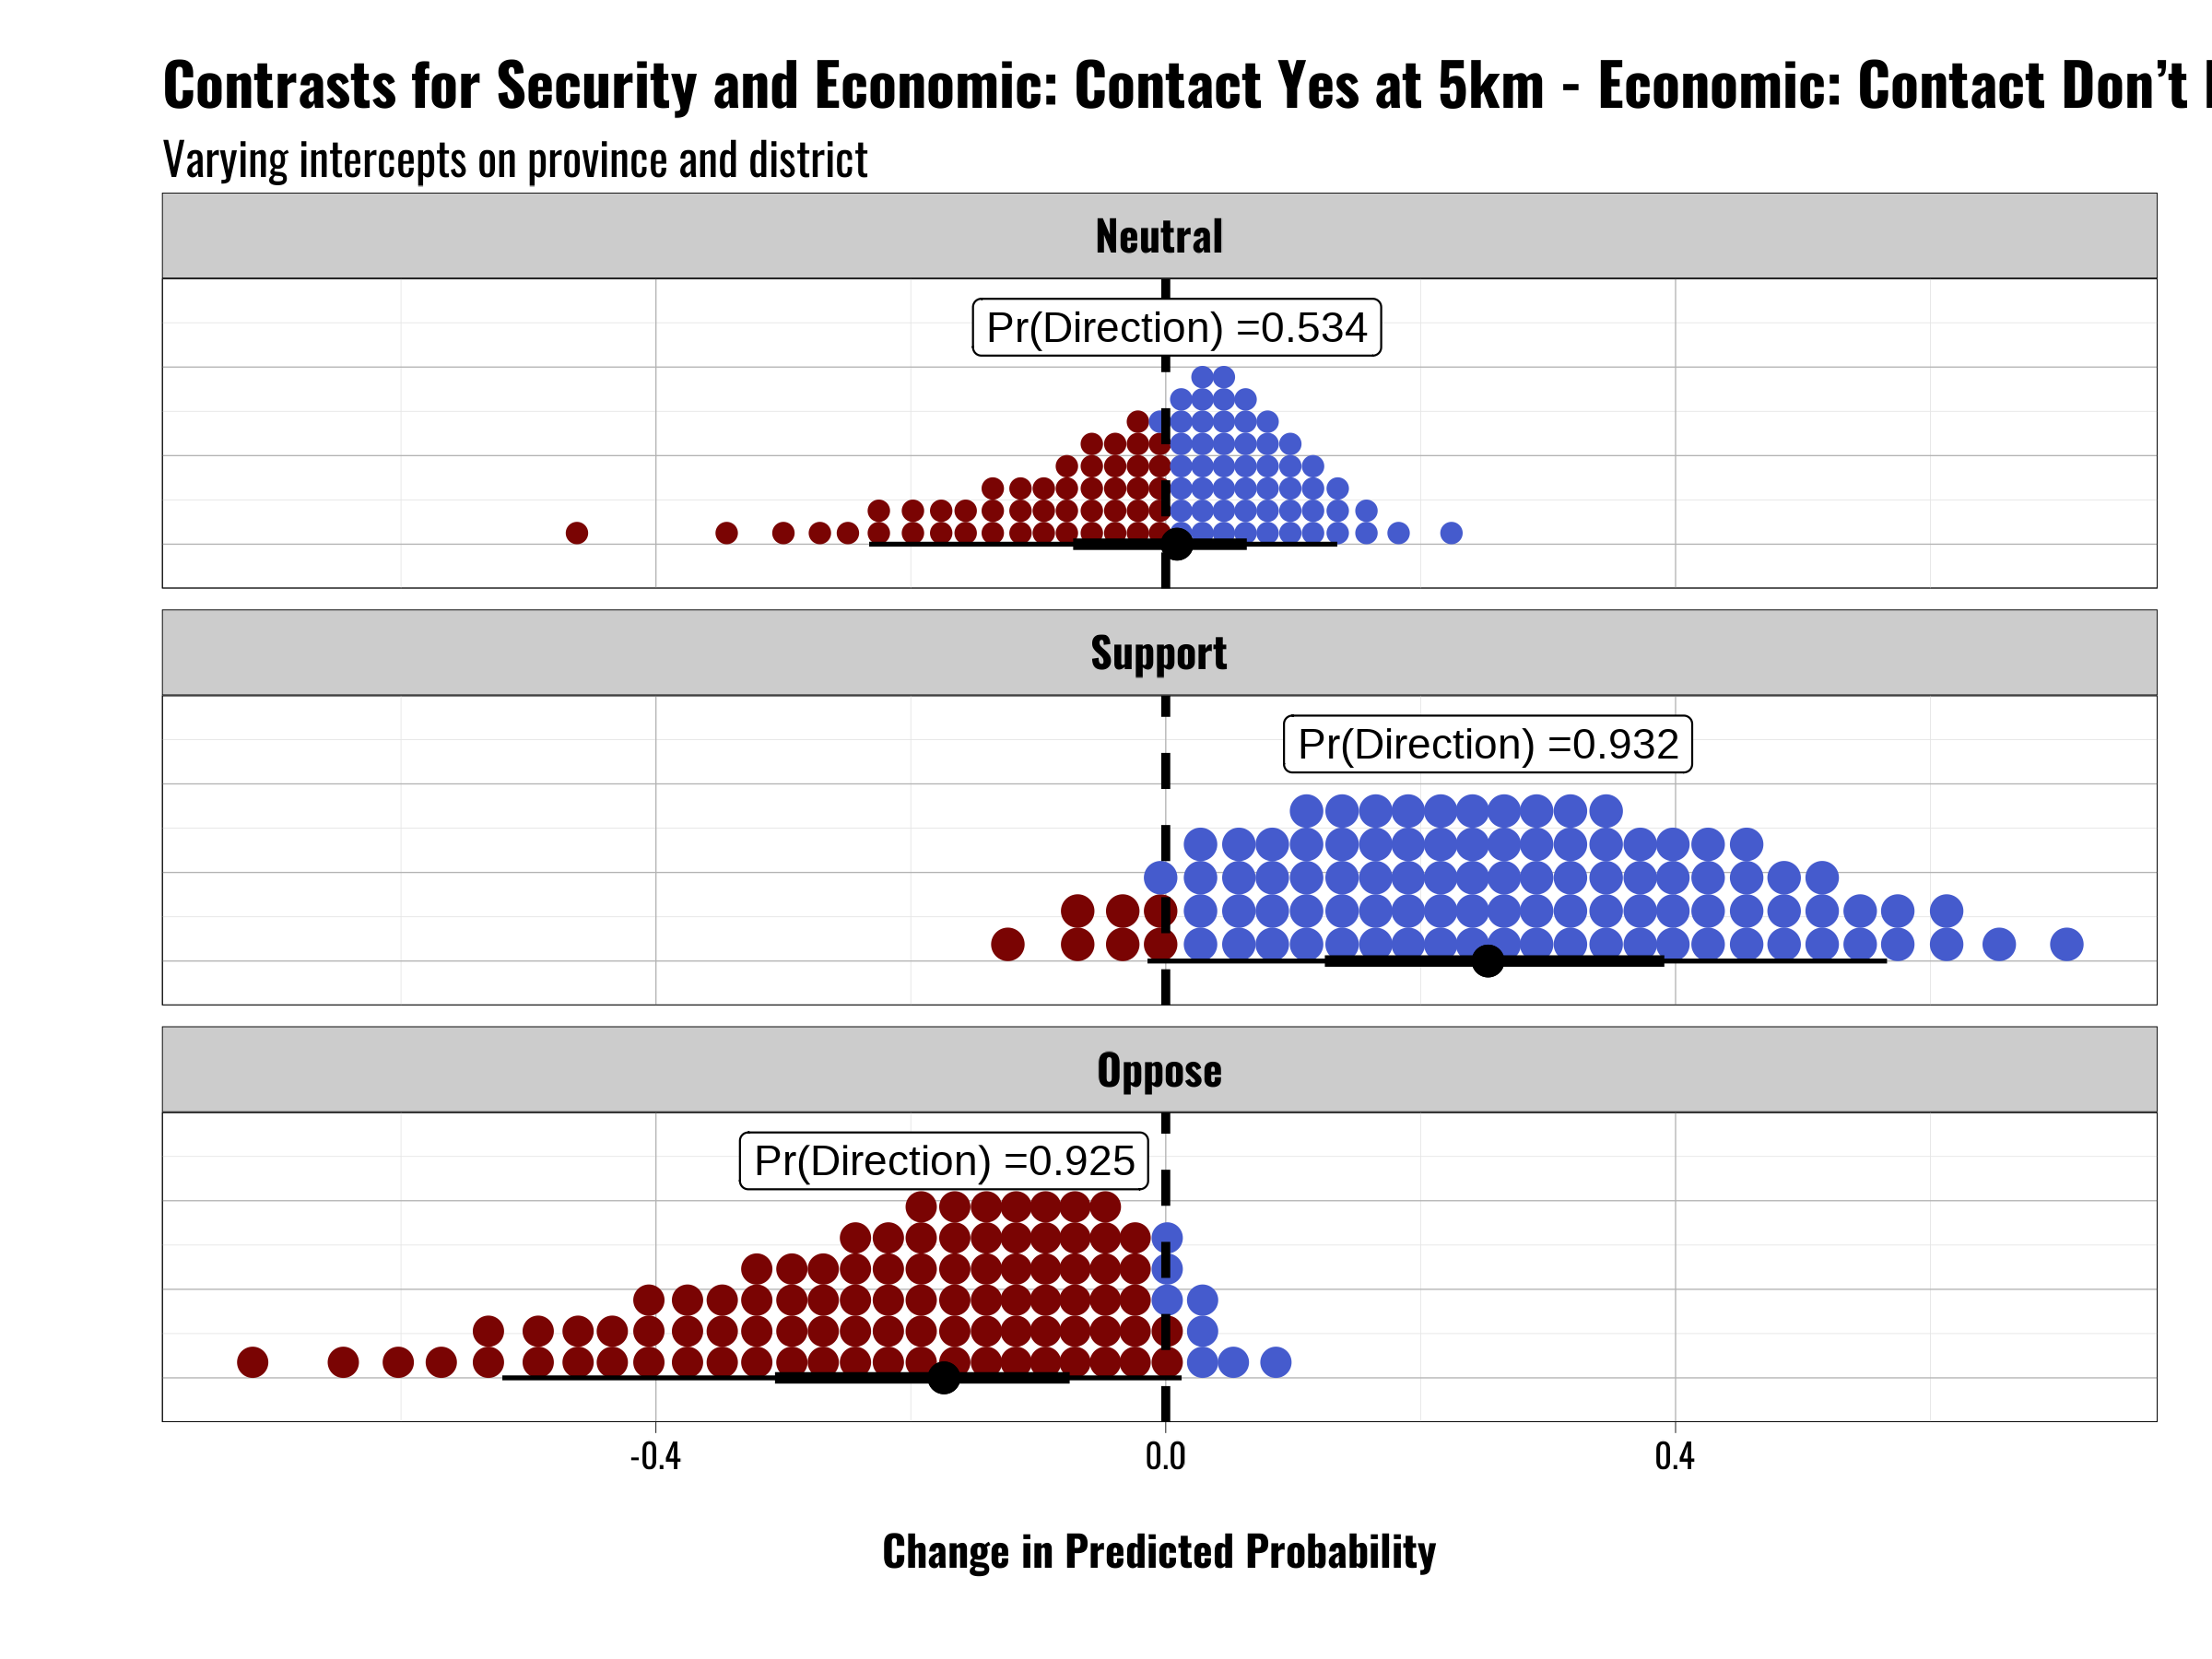 Contrasts for Security and Economic: Contact Yes at 5km - Economic: Contact Don’t
Varying intercepts on province and district
Neutral
Pr(Direction) =0.534
Support
Pr(Direction) =0.932
Oppose
Pr(Direction) =0.925
-0.4 0.0 0.4
Change in Predicted Probability